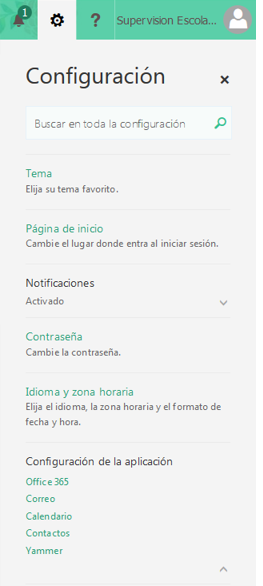 1
?
Supervision Escola...
Configuración
×
Buscar en toda la configuración
Tema
Elija su tema favorito.
Página de inicio
Cambie el lugar donde entra al iniciar sesión.
Notificaciones
Activado
Contraseña
Cambie la contraseña.
Idioma y zona horaria
Elija el idioma, la zona horaria y el formato de
fecha y hora.
Configuración de la aplicación
Office 365
Correo
Calendario
Contactos
Yammer